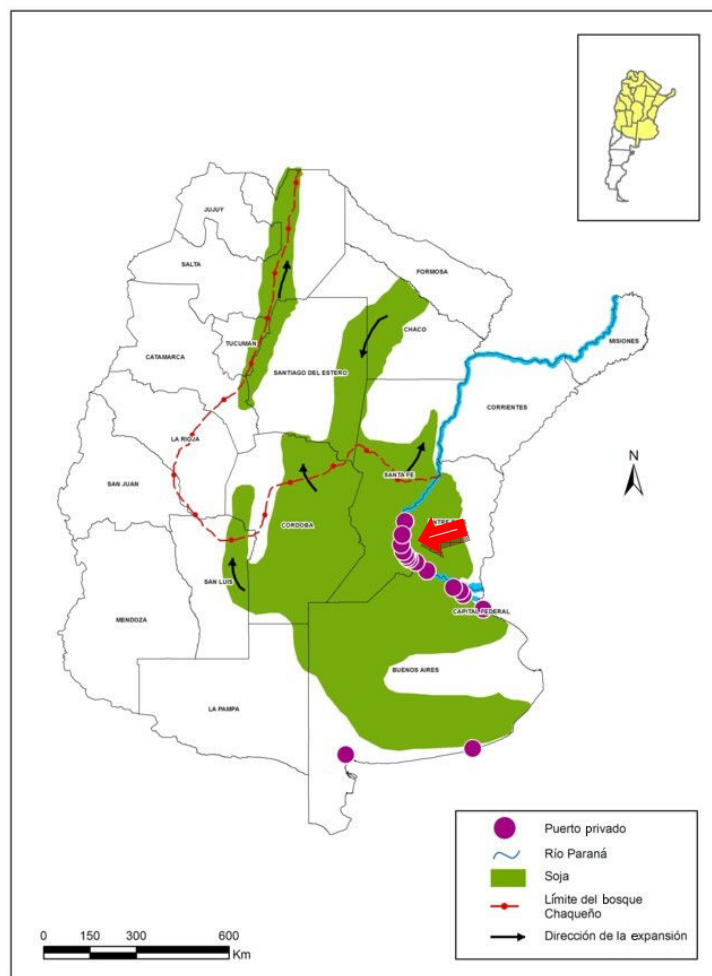 JUJUY
SALTA
FORMOSA
TUCUMAN
CHACO
MISIONES
CATAMARCA
SANTIAGO DEL ESTERO
CORRIENTES
LA RIOJA
N
SANTA FE
SAN JUAN
CORDOBA
SAN LUIS
CAPITAL FEDERAL
MENDOZA
BUENOS AIRES
LA PAMPA
Puerto privado
Río Paraná
Soja
Límite del bosque
Chaqueño
Dirección de la expansión
0 150 300 600
Km